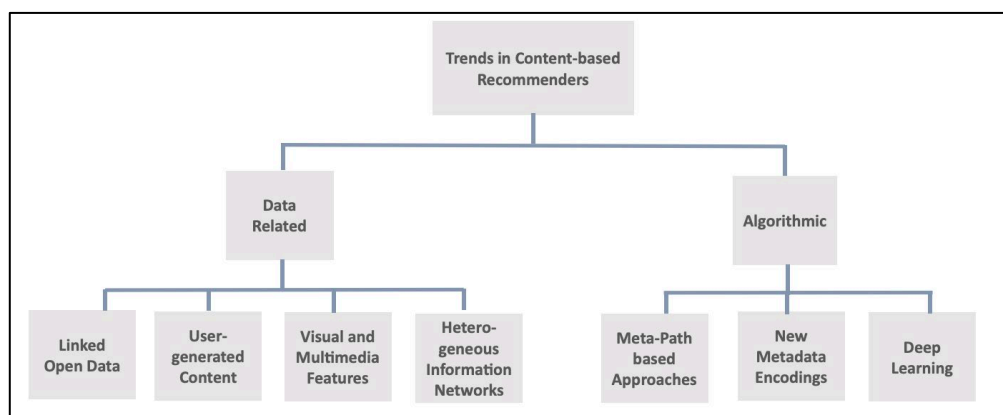 Trends in Content-based
Recommenders
Data
Related
Algorithmic
Linked
Open Data
User-
generated
Content
Visual and
Multimedia
Features
Hetero-
geneous
Information
Networks
Meta-Path
based
Approaches
New
Metadata
Encodings
Deep
Learning